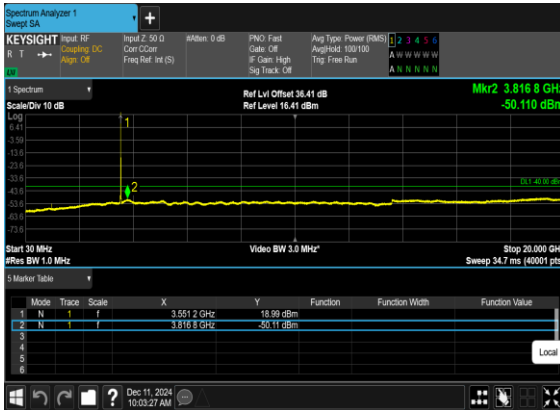 Spectrum Analyzer 1
Swept SA
+
KEYSIGHT Input: RF Input Z: 50 Ω #Atten: 0 dB PNO: Fast Avg Type: Power (RMS) 1 2 3 4 5 6
R T Coupling: DC Corr CCorr Gate: Off Avg|Hold: 100/100 A W W W W W
Align: Off Freq Ref: Int (S) IF Gain: High Trig: Free Run
Sig Track: Off A N N N N N
1 Spectrum Ref Lvl Offset 36.41 dB Mkr2 3.816 8 GHz
Scale/Div 10 dB Ref Level 16.41 dBm -50.110 dBm
Log
6.41
-3.59
-13.6
-23.6
-33.6
-43.6
-53.6
-63.6
-73.6
1
2
DL1 -40.00 dBm
Start 30 MHz Video BW 3.0 MHz* Stop 20.000 GHz
#Res BW 1.0 MHz Sweep 34.7 ms (40001 pts)
5 Marker Table
Mode Trace Scale X Y Function Function Width Function Value
1 N 1 f 3.551 2 GHz 18.99 dBm
2 N 1 f 3.816 8 GHz -50.11 dBm
3
4
5
6
Local
? Dec 11, 2024
10:03:27 AM